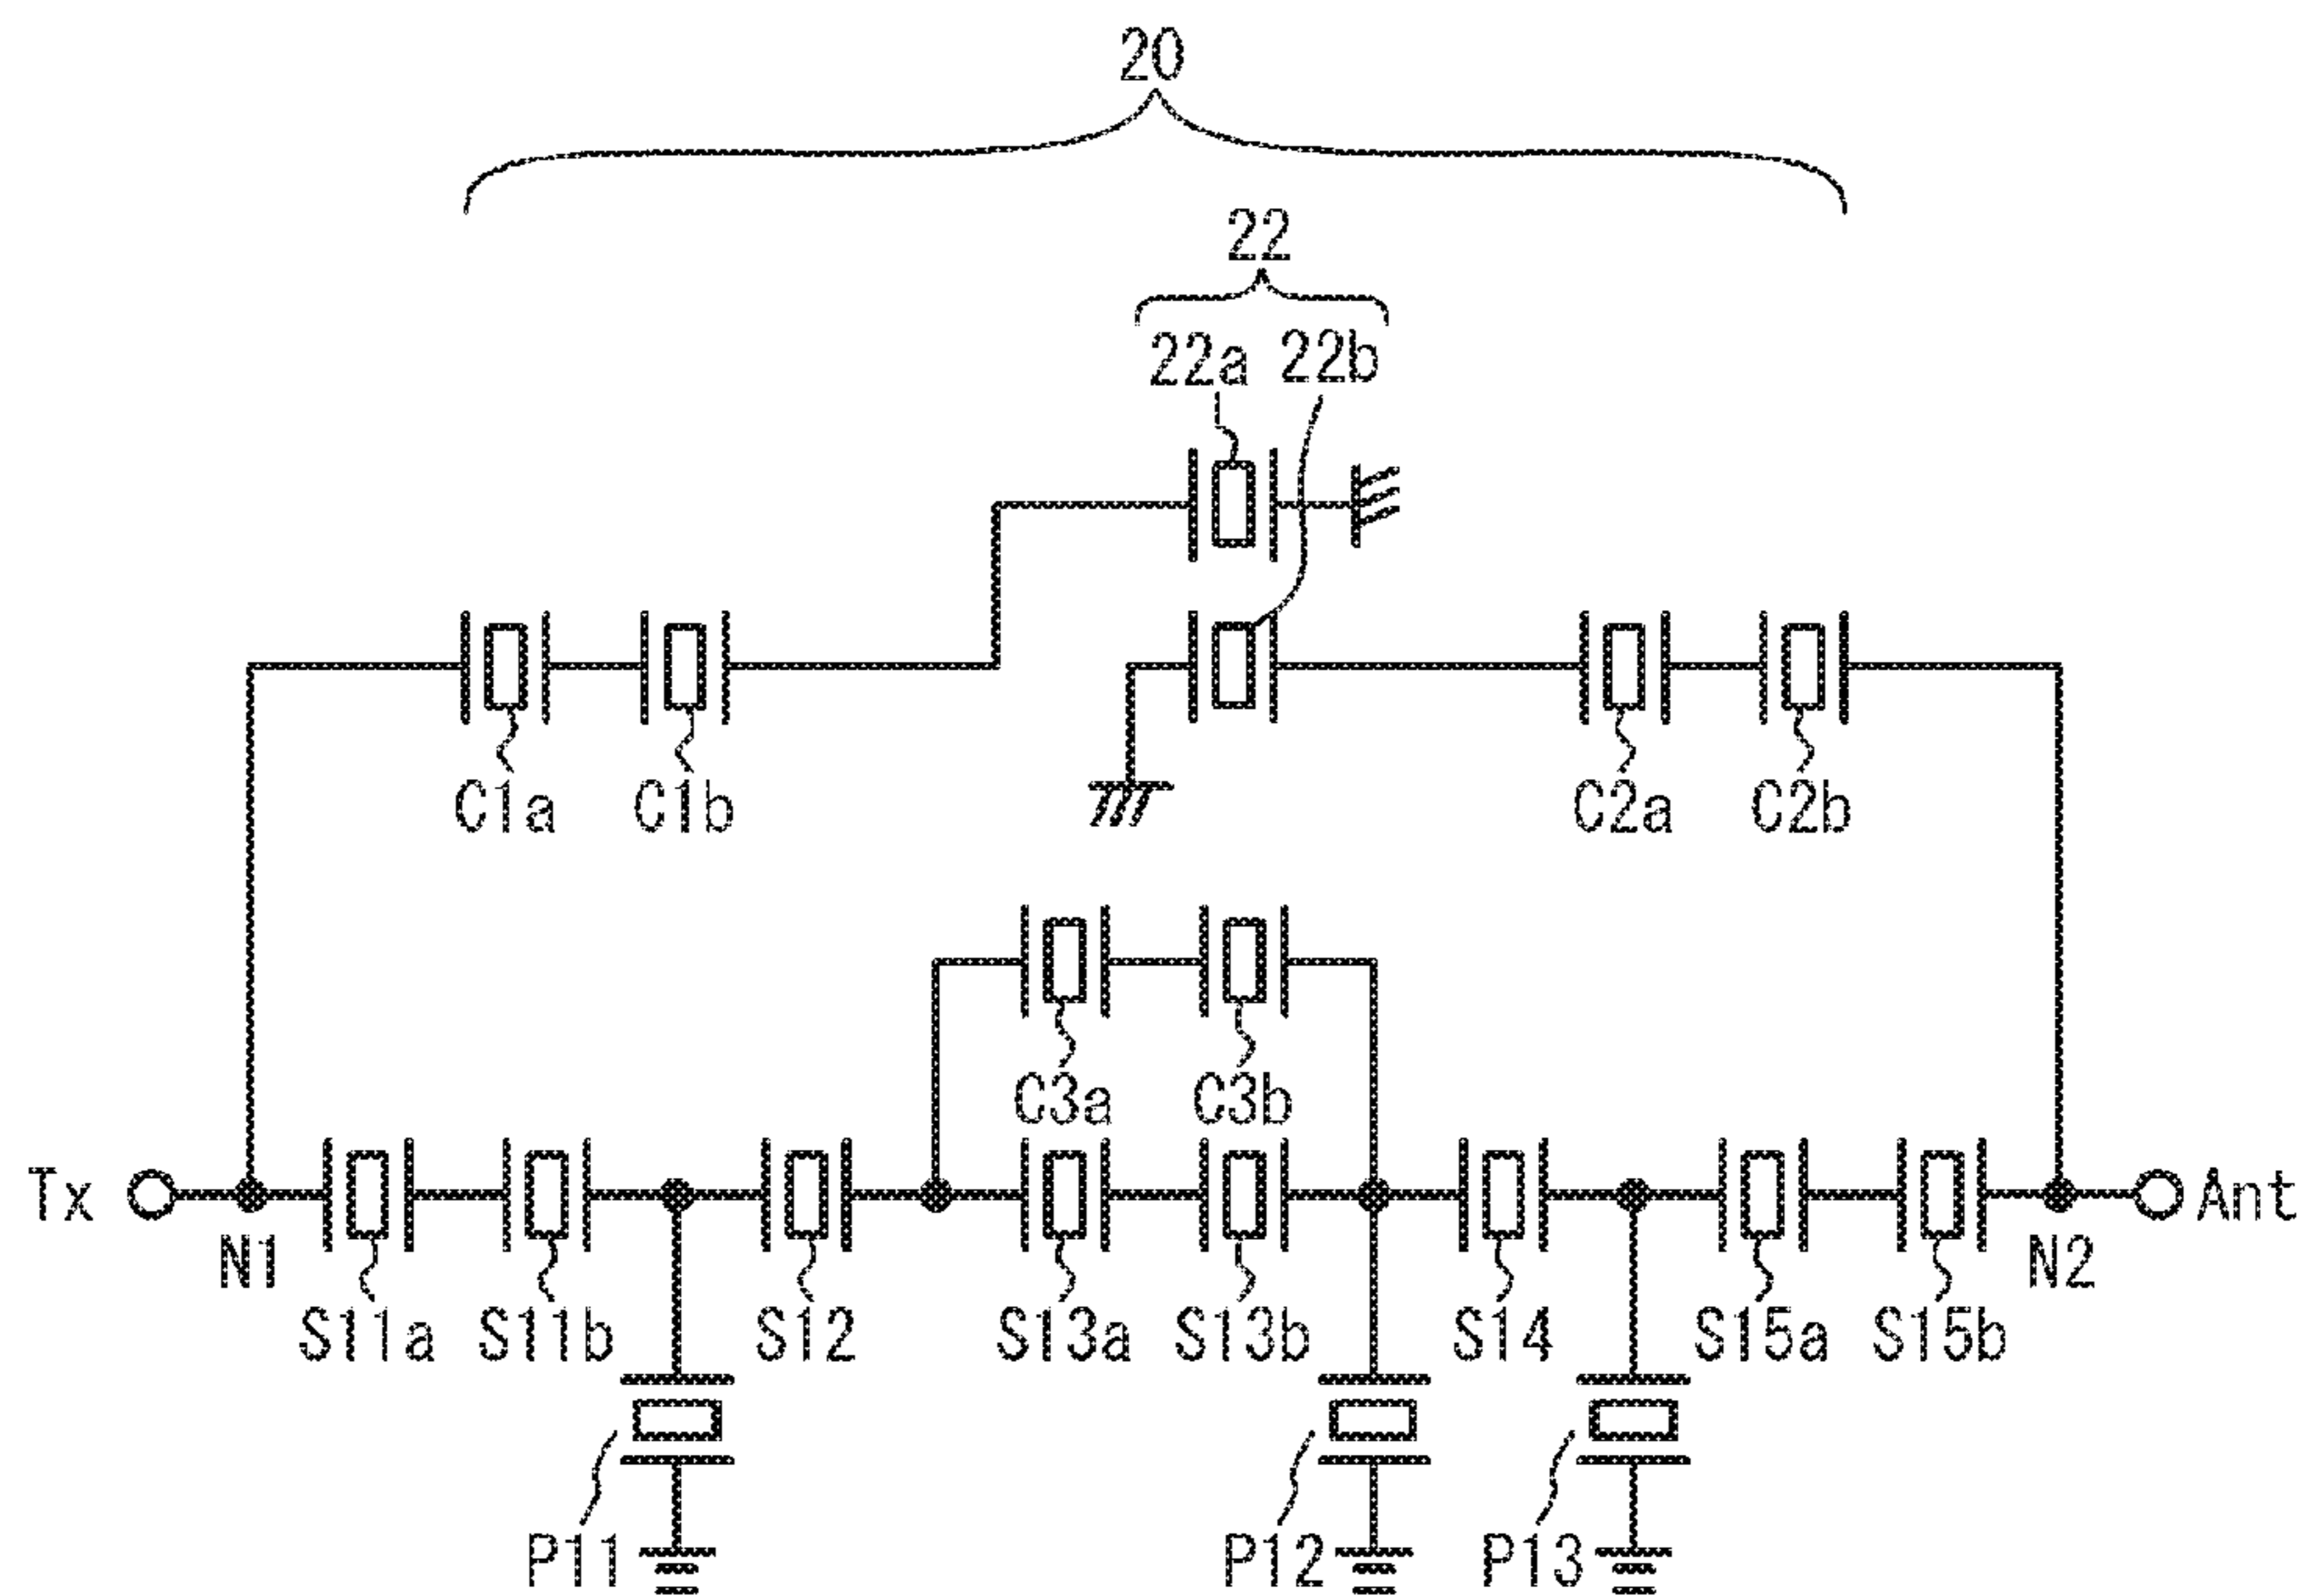 20
22
22a 22b
C1a C1b C2a C2b
C3a C3b
Tx Ant
N1 N2
S11a S11b S12 S13a S13b S14 S15a S15b
P11 P12 P13